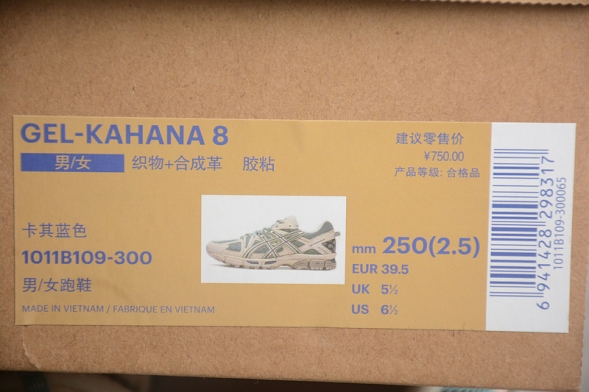 GEL-KAHANA 8
男/女 织物+合成革 胶粘
建议零售价
¥750.00
产品等级: 合格品
卡其蓝色
1011B109-300
男/女跑鞋
MADE IN VIETNAM / FABRIQUE EN VIETNAM
mm 250(2.5)
EUR 39.5
UK 5½
US 6½
6 941428 298317
1011B109-300065